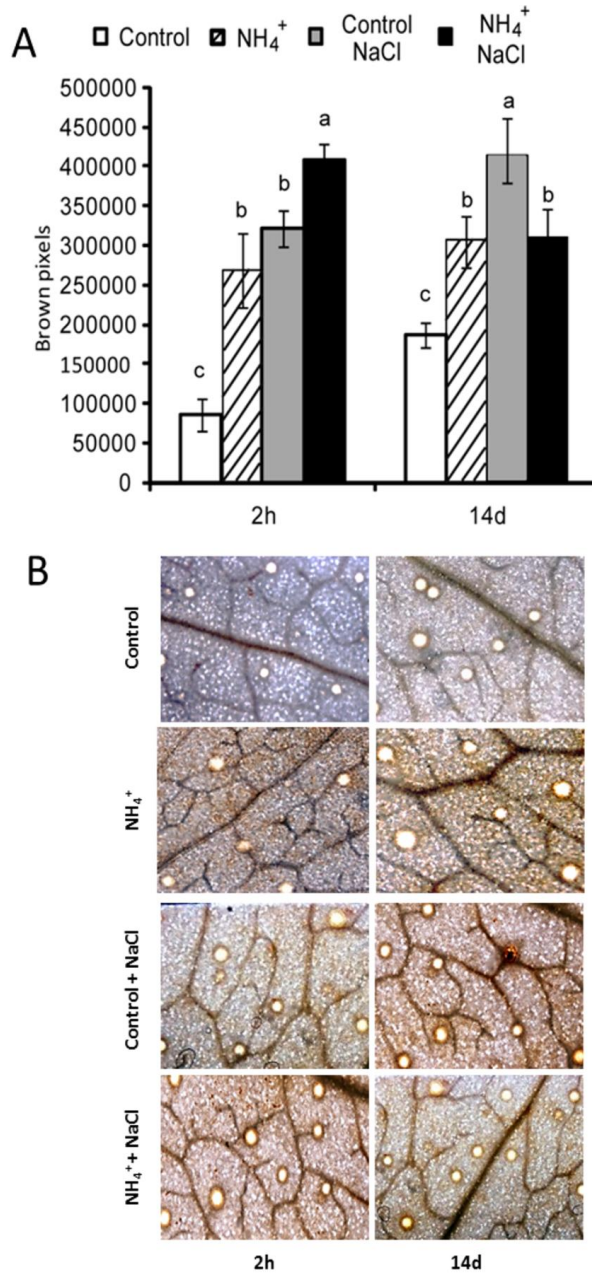 A
Control NH₄⁺ Control NaCl NH₄⁺ NaCl
Brown pixels
500000
450000
400000
350000
300000
250000
200000
150000
100000
50000
0
c b b a
c b a b
2h 14d
B
Control
NH₄⁺
Control + NaCl
NH₄⁺ + NaCl
2h 14d